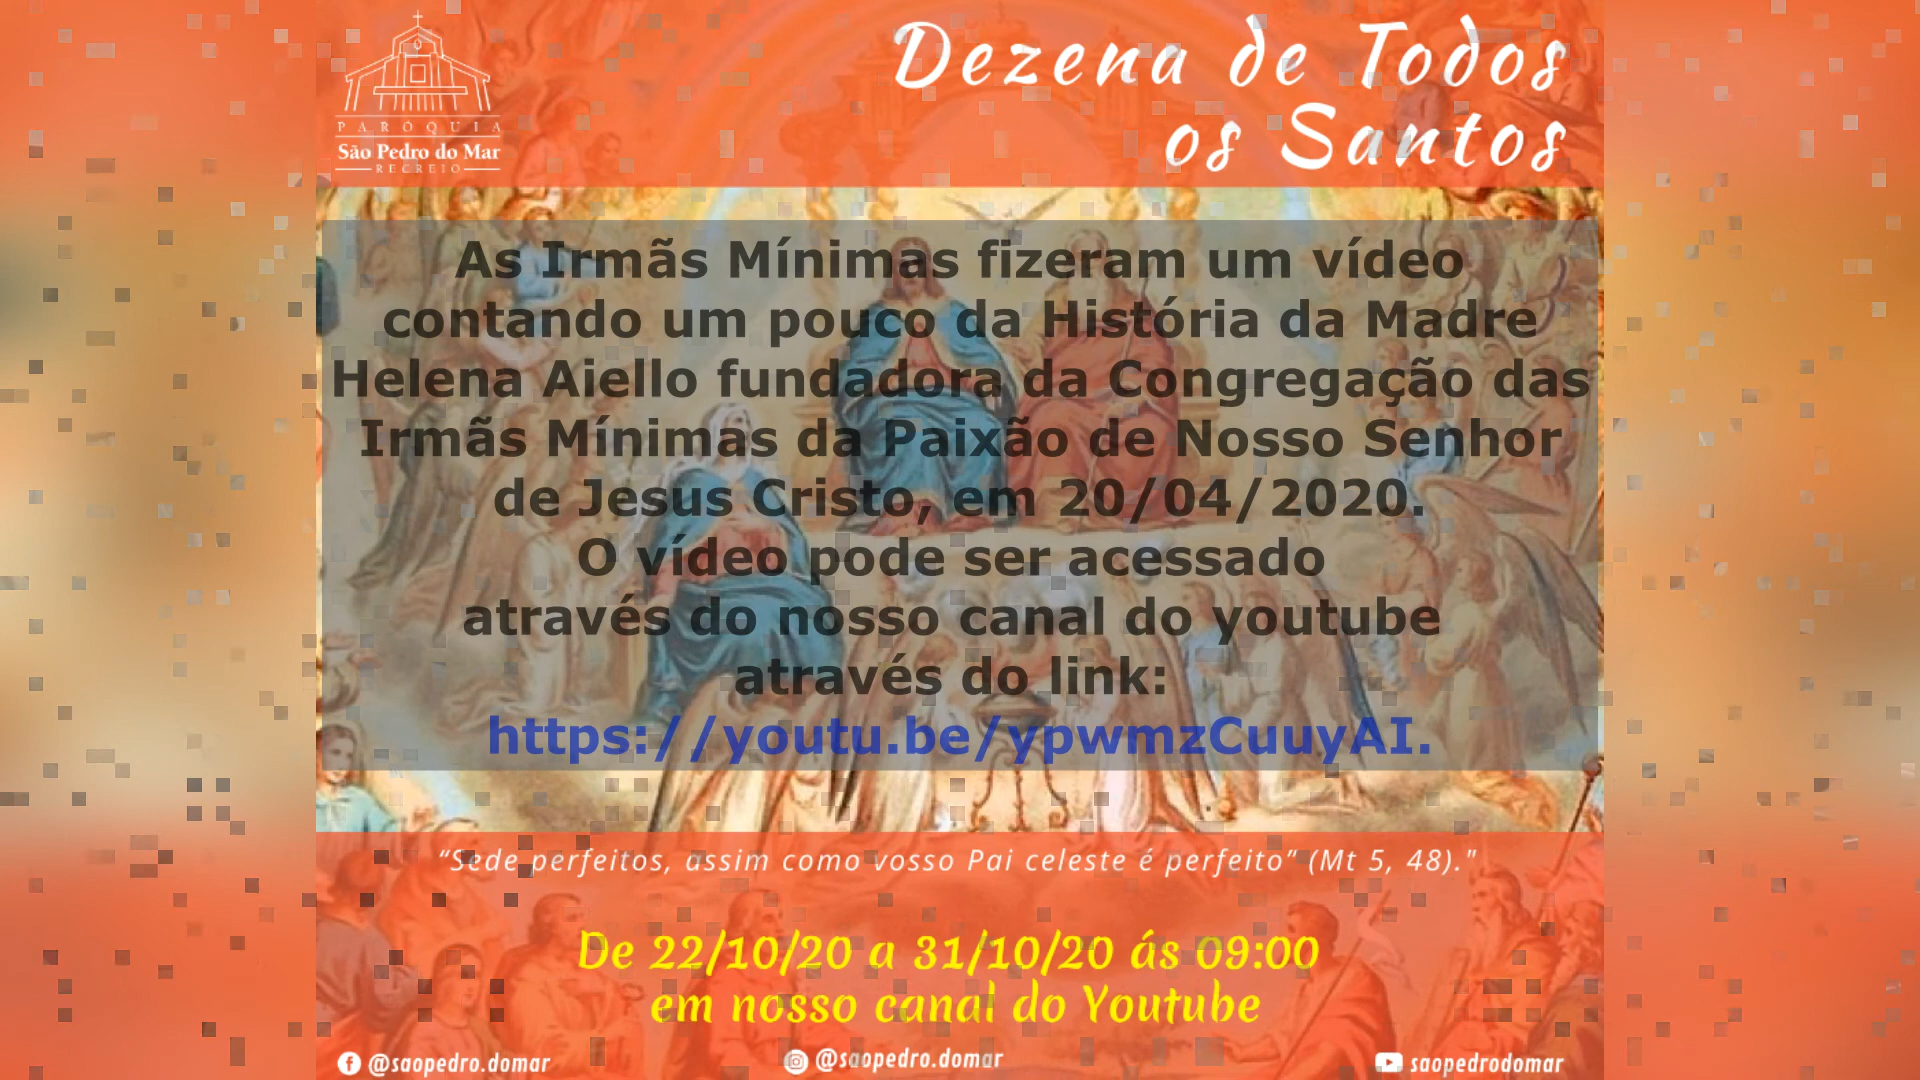 PARÓQUIA
São Pedro do Mar
RECREIO
Dezena de Todos
os Santos
As Irmãs Mínimas fizeram um vídeo
contando um pouco da História da Madre
Helena Aiello fundadora da Congregação das
Irmãs Mínimas da Paixão de Nosso Senhor
de Jesus Cristo, em 20/04/2020.
O vídeo pode ser acessado
através do nosso canal do youtube
através do link:
https://youtu.be/ypwmzCuuyAI.
“Sede perfeitos, assim como vosso Pai celeste é perfeito” (Mt 5, 48)."
De 22/10/20 a 31/10/20 ás 09:00
em nosso canal do Youtube
@saopedro.domar
@saopedro.domar
saopedrodomar